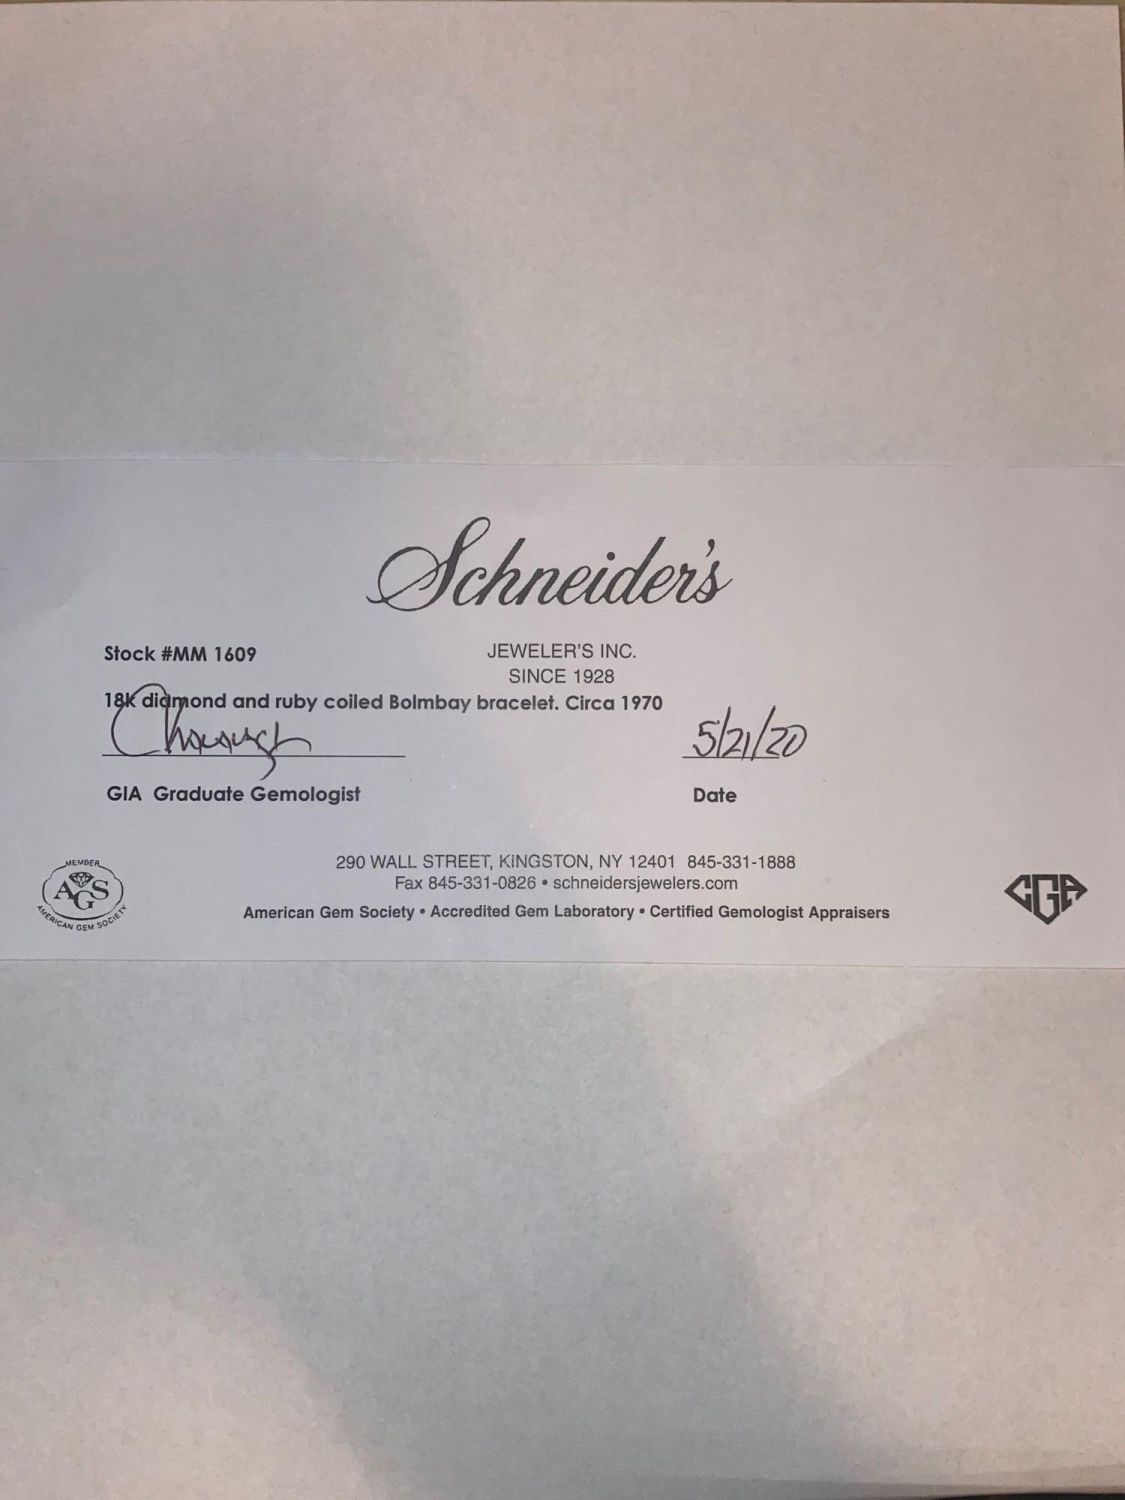 Schneider's
JEWELER'S INC.
SINCE 1928
Stock #MM 1609
18k diamond and ruby coiled Bolmbay bracelet. Circa 1970
5/21/20
GIA Graduate Gemologist
Date
290 WALL STREET, KINGSTON, NY 12401 845-331-1888
Fax 845-331-0826 • schneidersjewelers.com
American Gem Society • Accredited Gem Laboratory • Certified Gemologist Appraisers
MEMBER
AGS
AMERICAN GEM SOCIETY
CGA